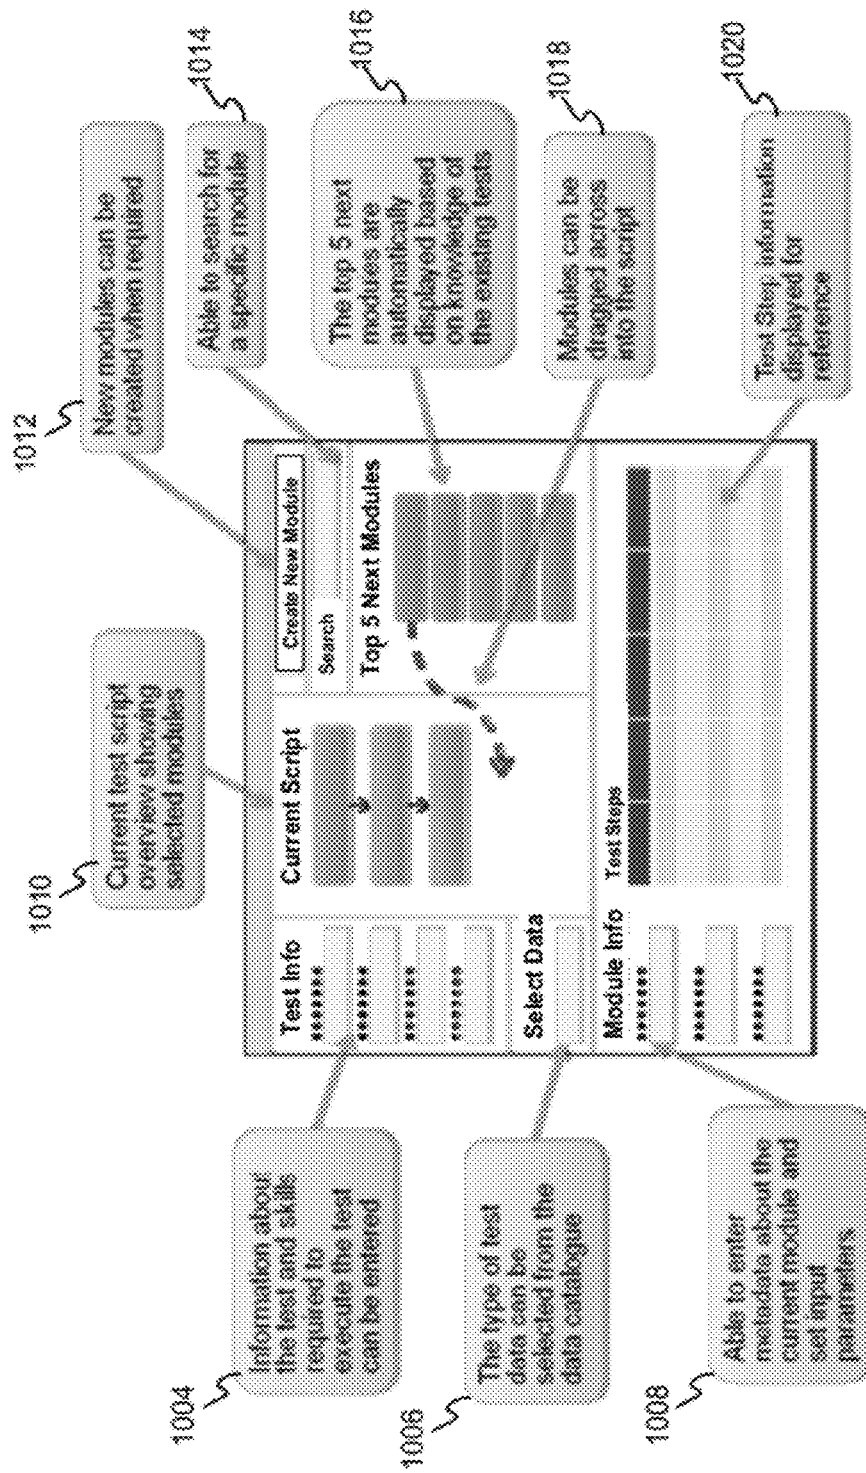 1010
Current test script
overview showing
selected modules
1012
New modules can be
created when required
1014
Able to search for
a specific module
1004
Information about
the test and skills
required to
execute the test
can be entered
1006
The type of test
data can be
selected from the
data catalogue
1008
Able to enter
metadata about the
current module and
set input
parameters
Test Info
*******
*******
*******
*******
Select Data
Module Info
*******
*******
*******
Current Script
Create New Module
Search
Top 5 Next Modules
Test Steps
1016
The top 5 next
modules are
automatically
displayed based
on knowledge of
the existing tests
1018
Modules can be
dragged across
into the script
1020
Test Step information
displayed for
reference